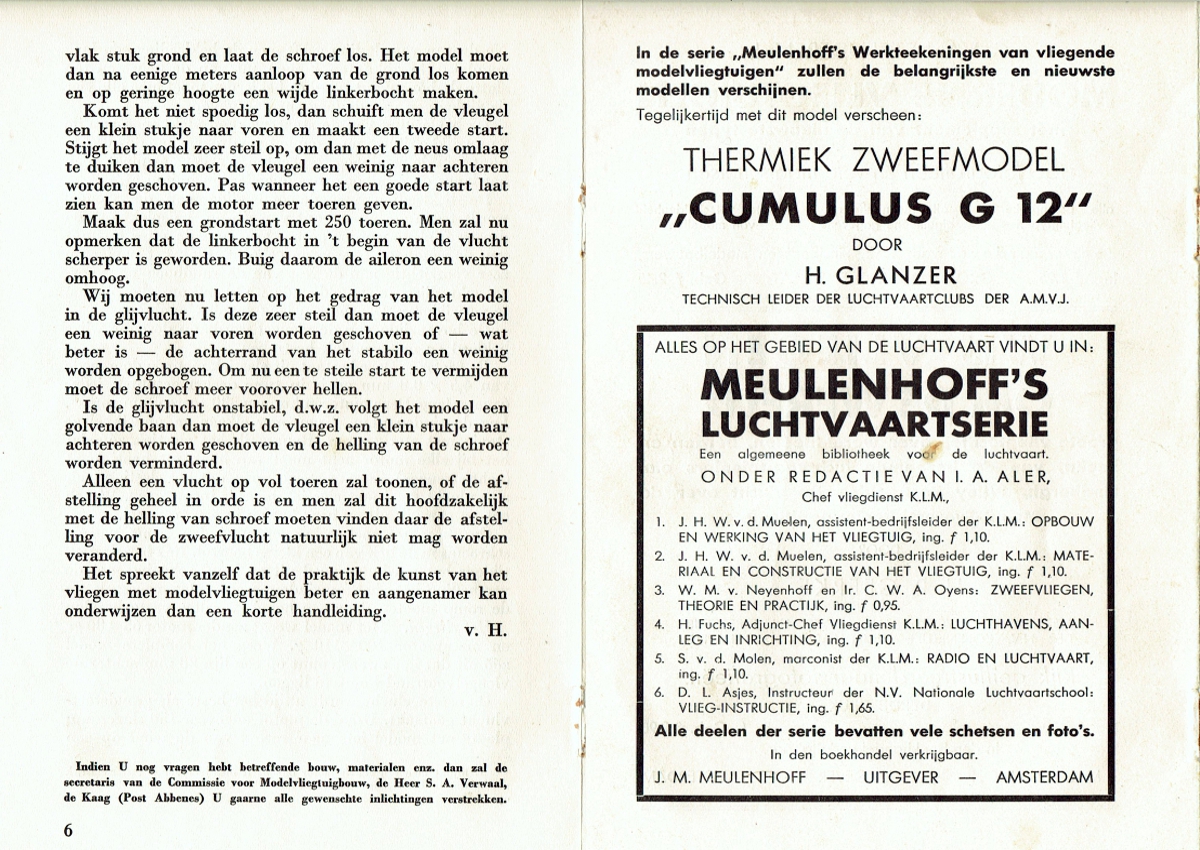 vlak stuk grond en laat de schroef los. Het model moet
dan na eenige meters aanloop van de grond los komen
en op geringe hoogte een wijde linkerbocht maken.
Komt het niet spoedig los, dan schuift men de vleugel
een klein stukje naar voren en maakt een tweede start.
Stijgt het model zeer steil op, om dan met de neus omlaag
te duiken dan moet de vleugel een weinig naar achteren
worden geschoven. Pas wanneer het een goede start laat
zien kan men de motor meer toeren geven.
Maak dus een grondstart met 250 toeren. Men zal nu
opmerken dat de linkerbocht in 't begin van de vlucht
scherper is geworden. Buig daarom de aileron een weinig
omhoog.
Wij moeten nu letten op het gedrag van het model
in de glijvlucht. Is deze zeer steil dan moet de vleugel
een weinig naar voren worden geschoven of — wat
beter is — de achterrand van het stabilo een weinig
worden opgebogen. Om nu een te steile start te vermijden
moet de schroef meer voorover hellen.
Is de glijvlucht onstabiel, d.w.z. volgt het model een
golvende baan dan moet de vleugel een klein stukje naar
achteren worden geschoven en de helling van de schroef
worden verminderd.
Alleen een vlucht op vol toeren zal toonen, of de af-
stelling geheel in orde is en men zal dit hoofdzakelijk
met de helling van schroef moeten vinden daar de afstel-
ling voor de zweefvlucht natuurlijk niet mag worden
veranderd.
Het spreekt vanzelf dat de praktijk de kunst van het
vliegen met modelvliegtuigen beter en aangenamer kan
onderwijzen dan een korte handleiding.
v. H.
Indien U nog vragen hebt betreffende bouw, materialen enz. dan zal de
secretaris van de Commissie voor Modelvliegtuigbouw, de Heer S. A. Verwaal,
de Kaag (Post Abbenes) U gaarne alle gewenschte inlichtingen verstrekken.
6
In de serie „Meulenhoff's Werkteekeningen van vliegende
modelvliegtuigen" zullen de belangrijkste en nieuwste
modellen verschijnen.
Tegelijkertijd met dit model verscheen:
THERMIEK ZWEEFMODEL
„CUMULUS G 12"
DOOR
H. GLANZER
TECHNISCH LEIDER DER LUCHTVAARTCLUBS DER A.M.V.J.
ALLES OP HET GEBIED VAN DE LUCHTVAART VINDT U IN:
MEULENHOFF'S
LUCHTVAARTSERIE
Een algemeene bibliotheek voor de luchtvaart.
ONDER REDACTIE VAN I. A. ALER,
Chef vliegdienst K.L.M.,
1. J. H. W. v. d. Muelen, assistent-bedrijfsleider der K.L.M.: OPBOUW
EN WERKING VAN HET VLIEGTUIG, ing. f 1,10.
2. J. H. W. v. d. Muelen, assistent-bedrijfsleider der K.L.M.: MATE-
RIAAL EN CONSTRUCTIE VAN HET VLIEGTUIG, ing. f 1,10.
3. W. M. v. Neyenhoff en Ir. C. W. A. Oyens: ZWEEFVLIEGEN,
THEORIE EN PRACTIJK, ing. f 0,95.
4. H. Fuchs, Adjunct-Chef Vliegdienst K.L.M.: LUCHTHAVENS, AAN-
LEG EN INRICHTING, ing. f 1,10.
5. S. v. d. Molen, marconist der K.L.M.: RADIO EN LUCHTVAART,
ing. f 1,10.
6. D. L. Asjes, Instructeur der N.V. Nationale Luchtvaartschool:
VLIEG-INSTRUCTIE, ing. f 1,65.
Alle deelen der serie bevatten vele schetsen en foto's.
In den boekhandel verkrijgbaar.
J. M. MEULENHOFF — UITGEVER — AMSTERDAM